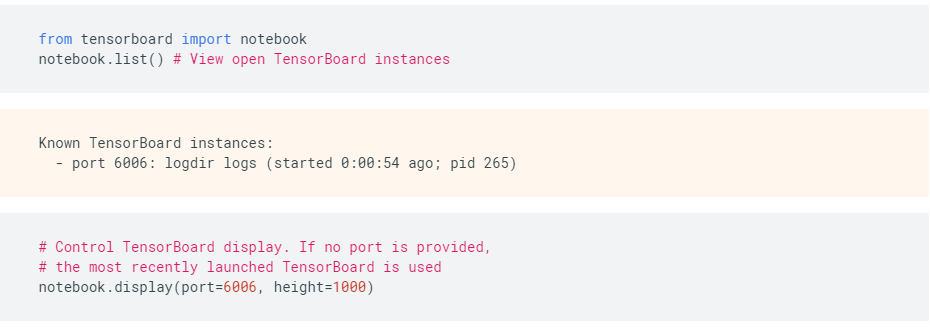 from tensorboard import notebook
notebook.list() # View open TensorBoard instances
Known TensorBoard instances:
  - port 6006: logdir logs (started 0:00:54 ago; pid 265)
# Control TensorBoard display. If no port is provided,
# the most recently launched TensorBoard is used
notebook.display(port=6006, height=1000)